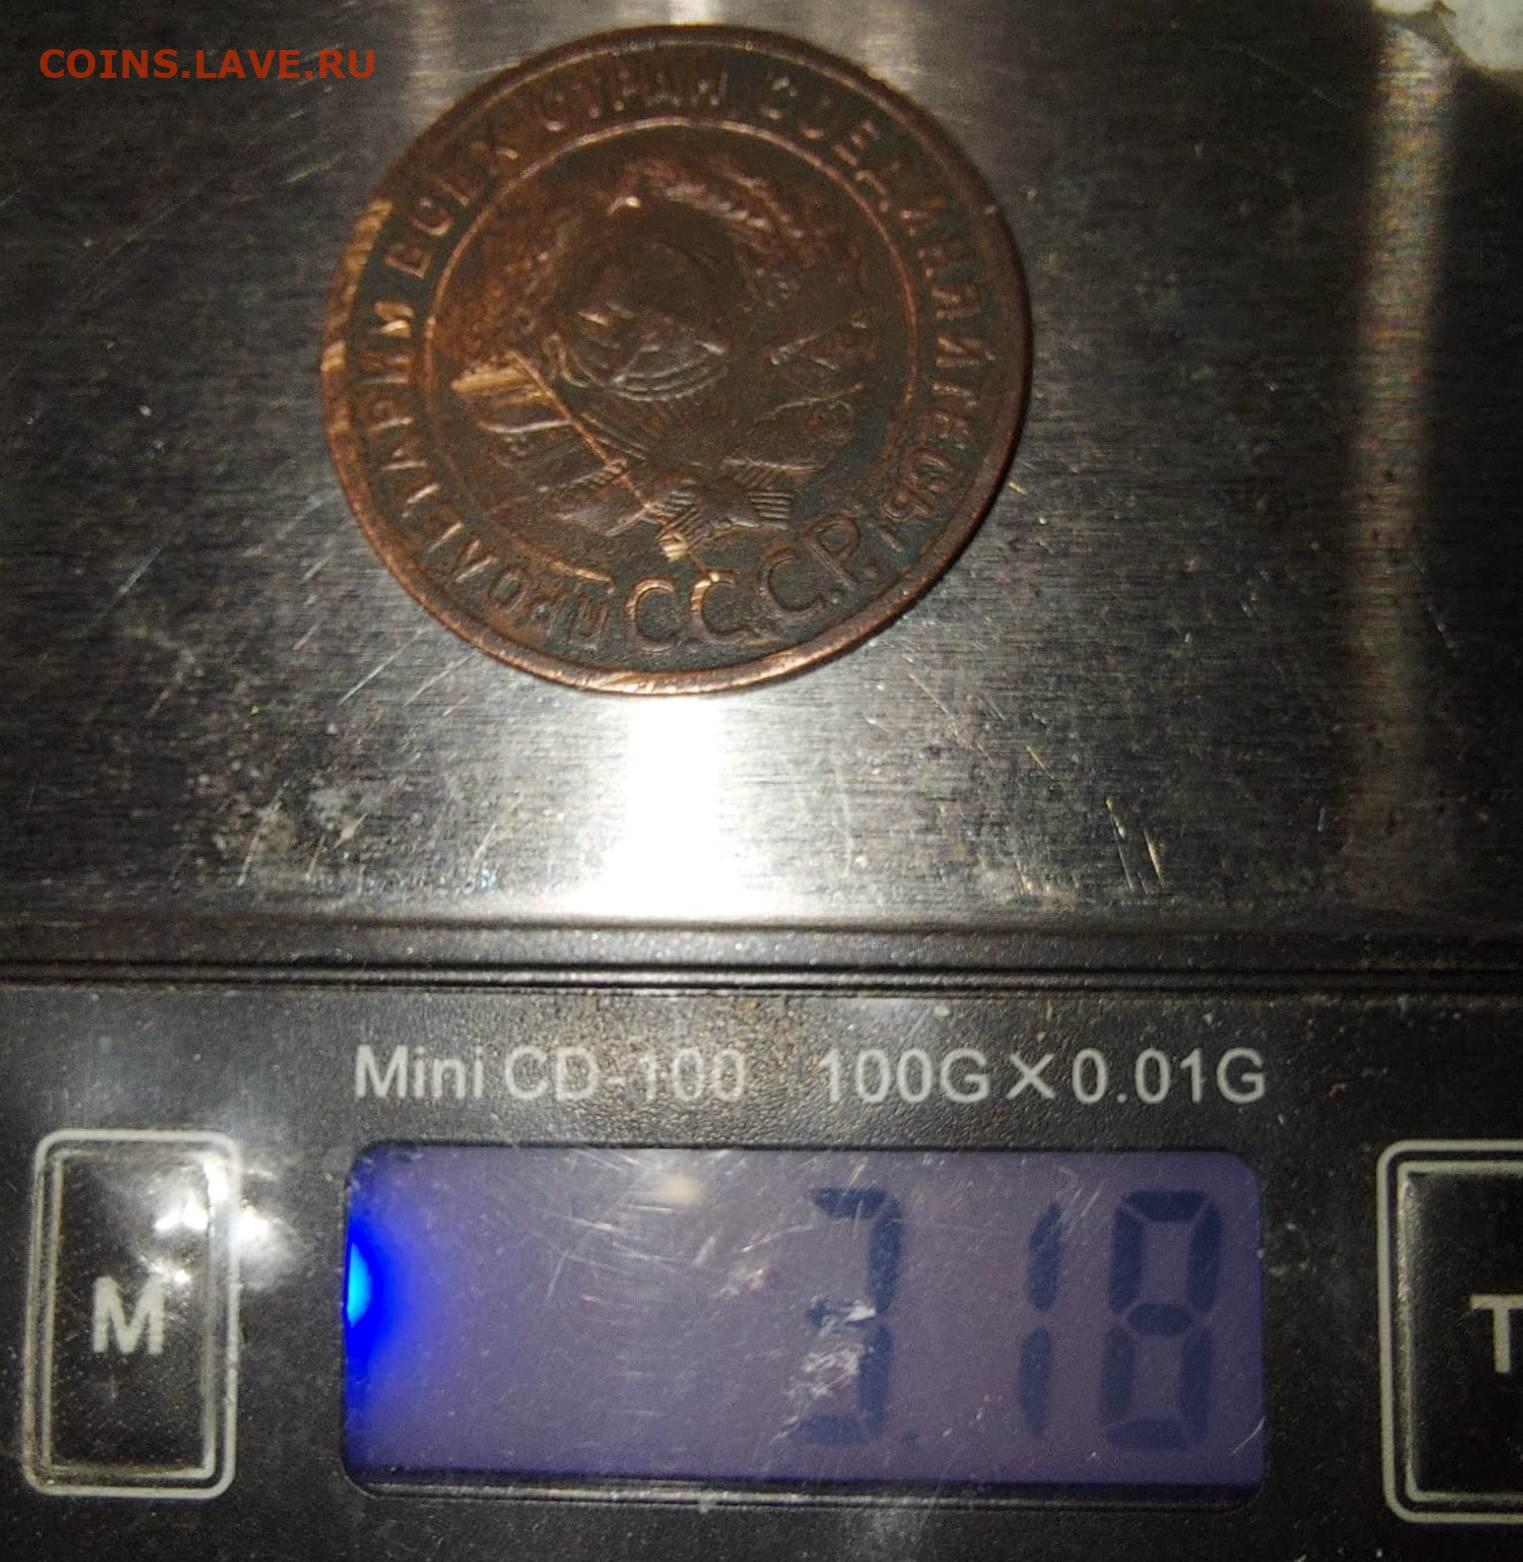 COINS.LAVE.RU
ПРОЛЕТАРИИ ВСЕХ СТРАН СОЕДИНЯЙТЕСЬ!
С.С.С.Р.
Mini CD-100 100G×0.01G
M
3.18
T